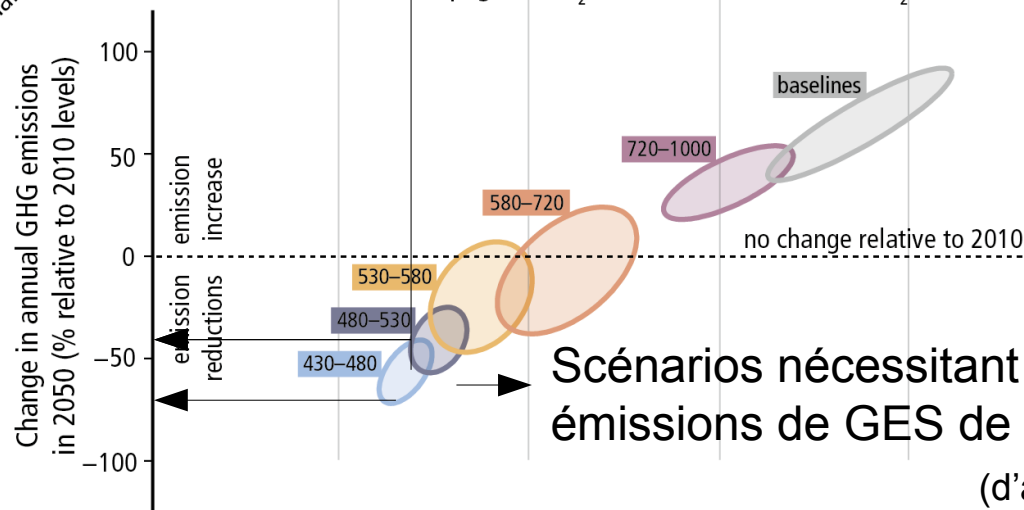 Change in annual GHG emissions
in 2050 (% relative to 2010 levels)
100
50
0
−50
−100
emission
increase
emission
reductions
baselines
720–1000
580–720
530–580
480–530
430–480
no change relative to 2010
Scénarios nécessitant
émissions de GES de
(d’a